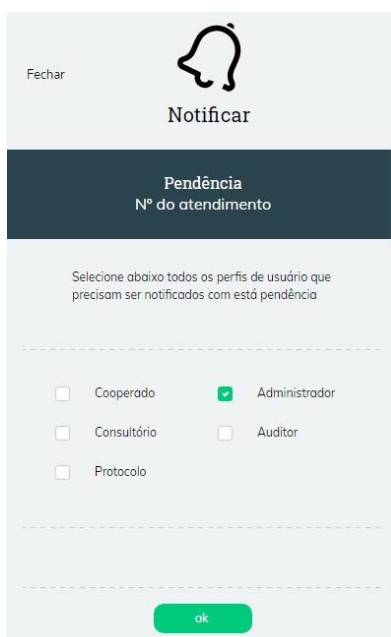 Fechar
Notificar
Pendência
Nº do atendimento
Selecione abaixo todos os perfis de usuário que
precisam ser notificados com está pendência
Cooperado
Administrador
Consultório
Auditor
Protocolo
ok